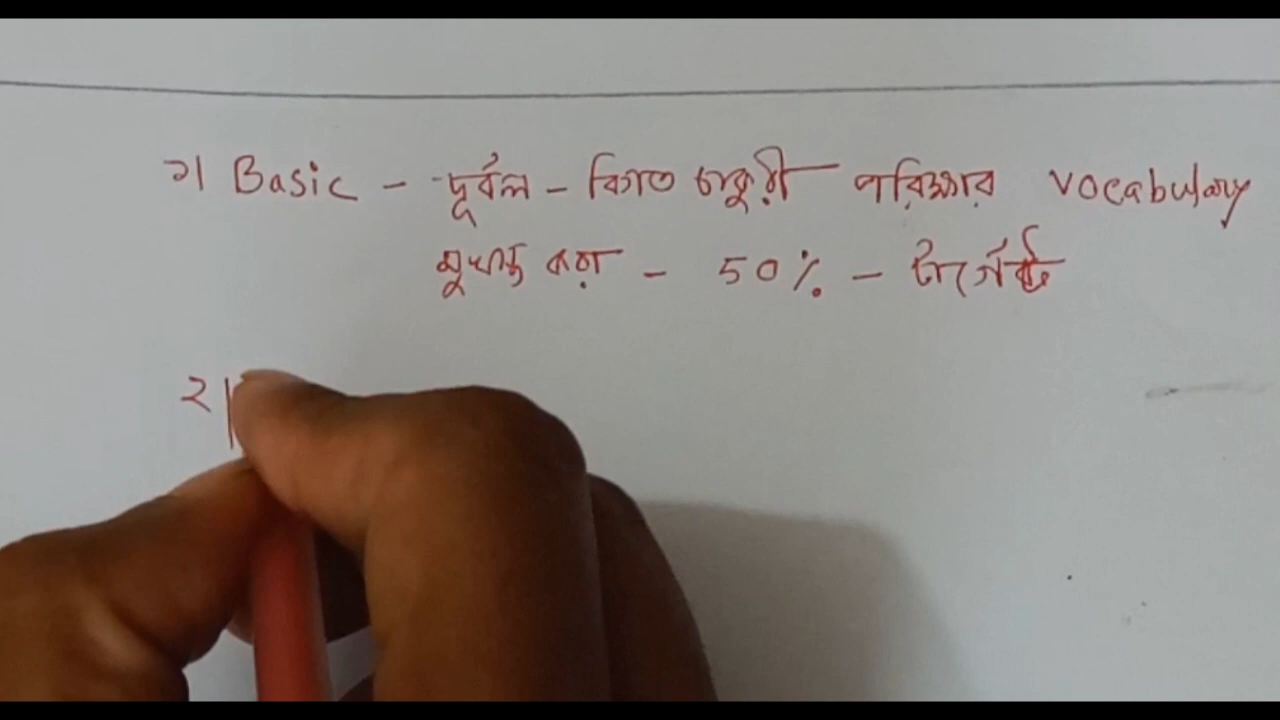 ১। Basic - দূর্বল - বিগত চাকুরী পরিক্ষার vocabulary
মুখস্ত করা - 50% - টার্গেট
২।